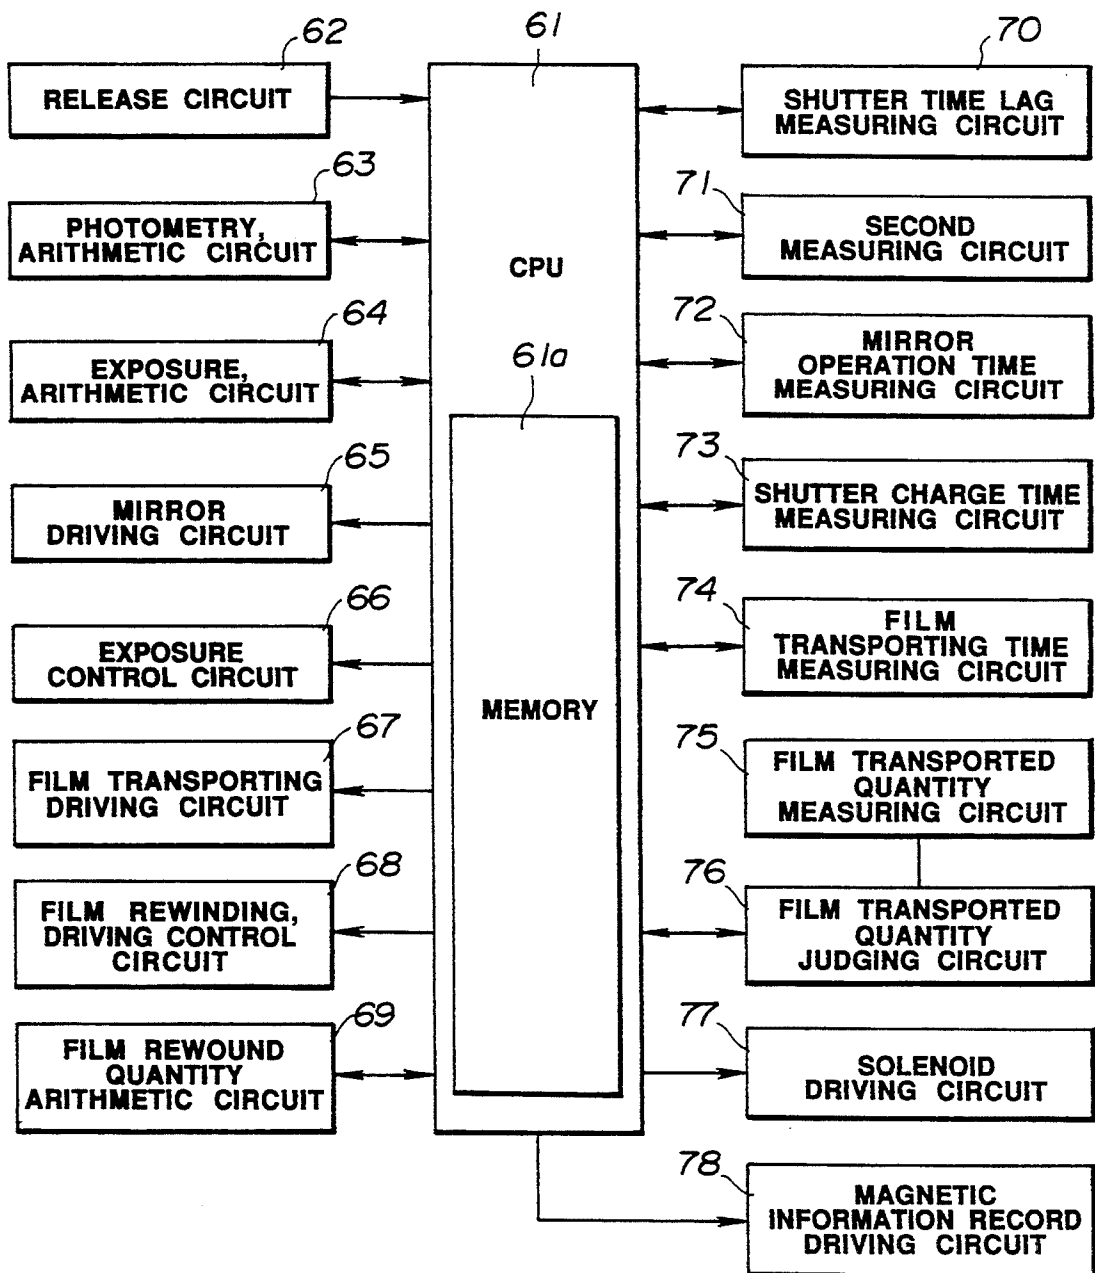 62
RELEASE CIRCUIT
63
PHOTOMETRY,
ARITHMETIC CIRCUIT
64
EXPOSURE,
ARITHMETIC CIRCUIT
65
MIRROR
DRIVING CIRCUIT
66
EXPOSURE
CONTROL CIRCUIT
67
FILM TRANSPORTING
DRIVING CIRCUIT
68
FILM REWINDING,
DRIVING CONTROL
CIRCUIT
69
FILM REWOUND
QUANTITY
ARITHMETIC CIRCUIT
61
CPU
61a
MEMORY
70
SHUTTER TIME LAG
MEASURING CIRCUIT
71
SECOND
MEASURING CIRCUIT
72
MIRROR
OPERATION TIME
MEASURING CIRCUIT
73
SHUTTER CHARGE TIME
MEASURING CIRCUIT
74
FILM
TRANSPORTING TIME
MEASURING CIRCUIT
75
FILM TRANSPORTED
QUANTITY
MEASURING CIRCUIT
76
FILM TRANSPORTED
QUANTITY
JUDGING CIRCUIT
77
SOLENOID
DRIVING CIRCUIT
78
MAGNETIC
INFORMATION RECORD
DRIVING CIRCUIT